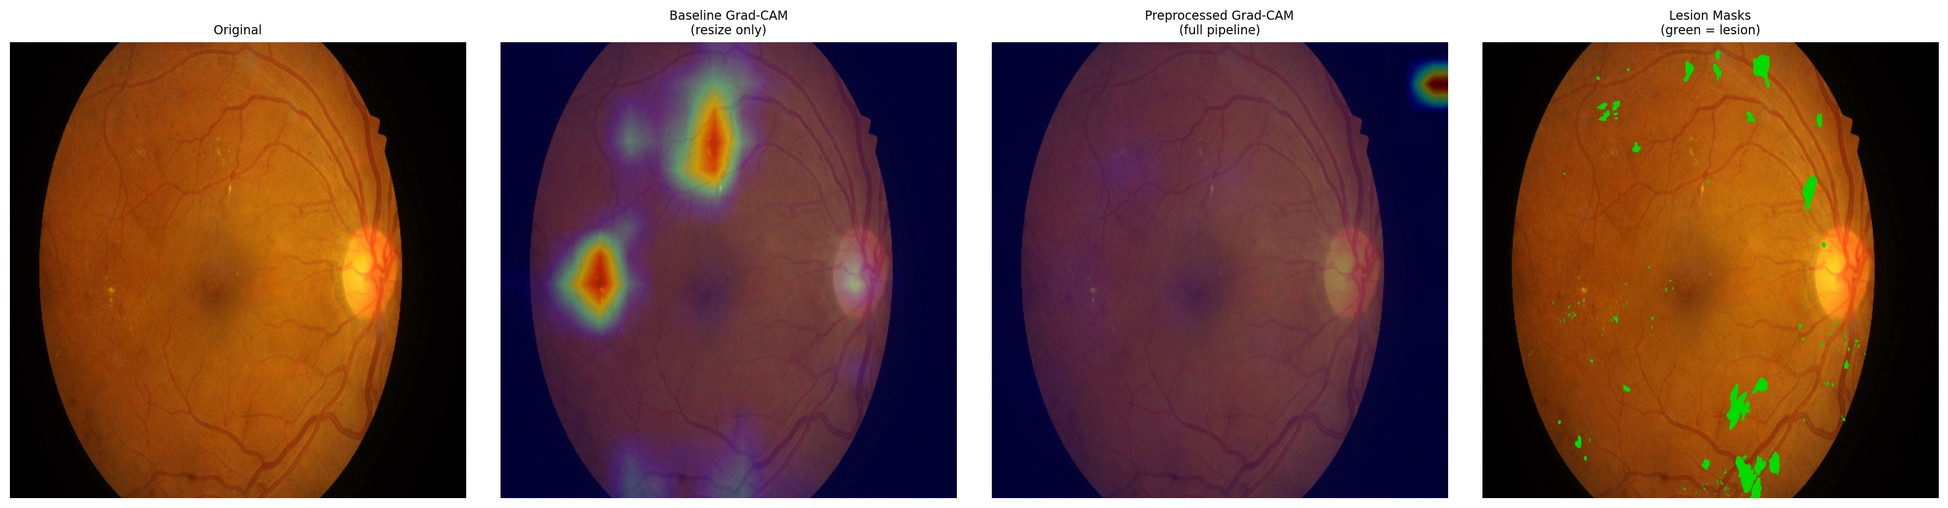 Original
Baseline Grad-CAM
(resize only)
Preprocessed Grad-CAM
(full pipeline)
Lesion Masks
(green = lesion)